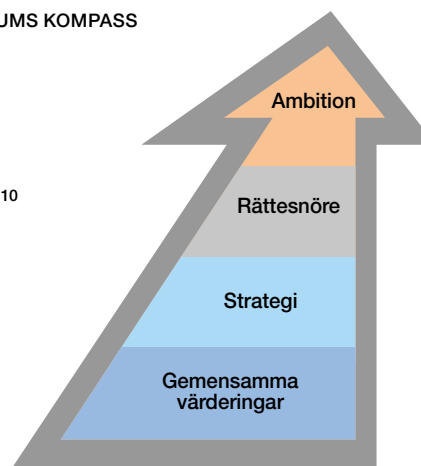 UMS KOMPASS
Ambition
10
Rättesnöre
Strategi
Gemensamma
värderingar